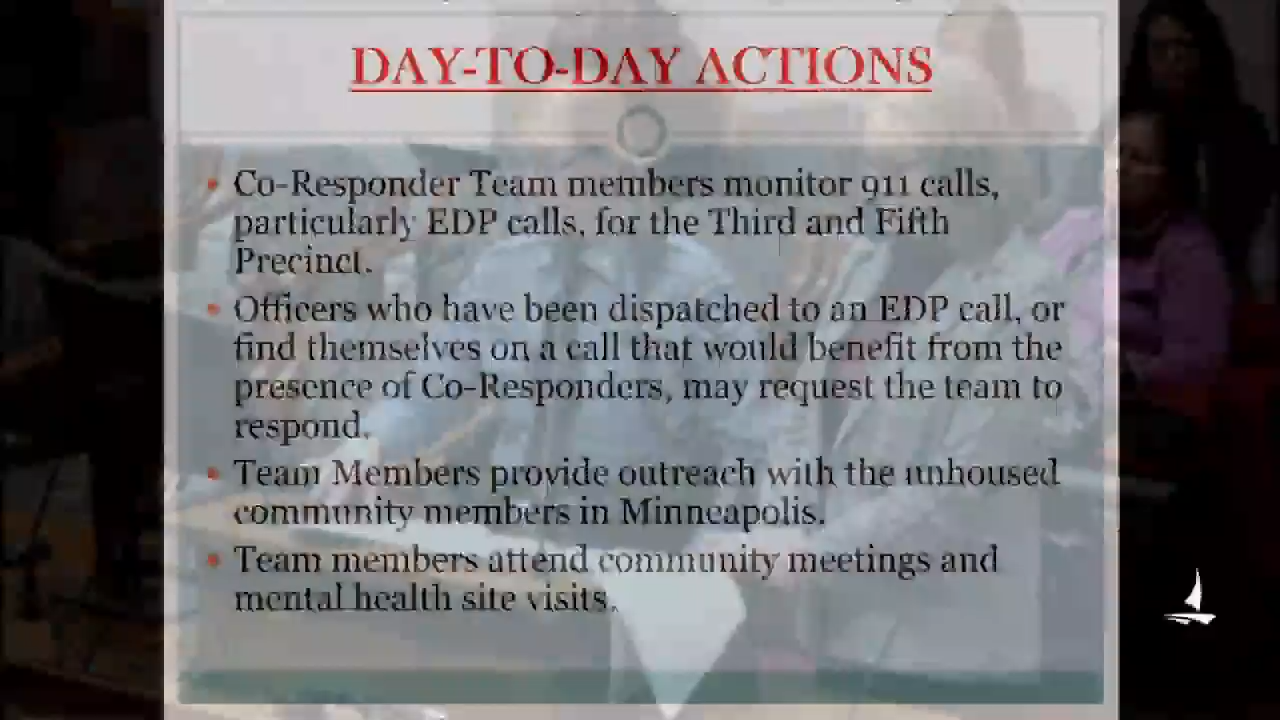 DAY-TO-DAY ACTIONS
• Co-Responder Team members monitor 911 calls,
particularly EDP calls, for the Third and Fifth
Precinct.
• Officers who have been dispatched to an EDP call, or
find themselves on a call that would benefit from the
presence of Co-Responders, may request the team to
respond.
• Team Members provide outreach with the unhoused
community members in Minneapolis.
• Team members attend community meetings and
mental health site visits.